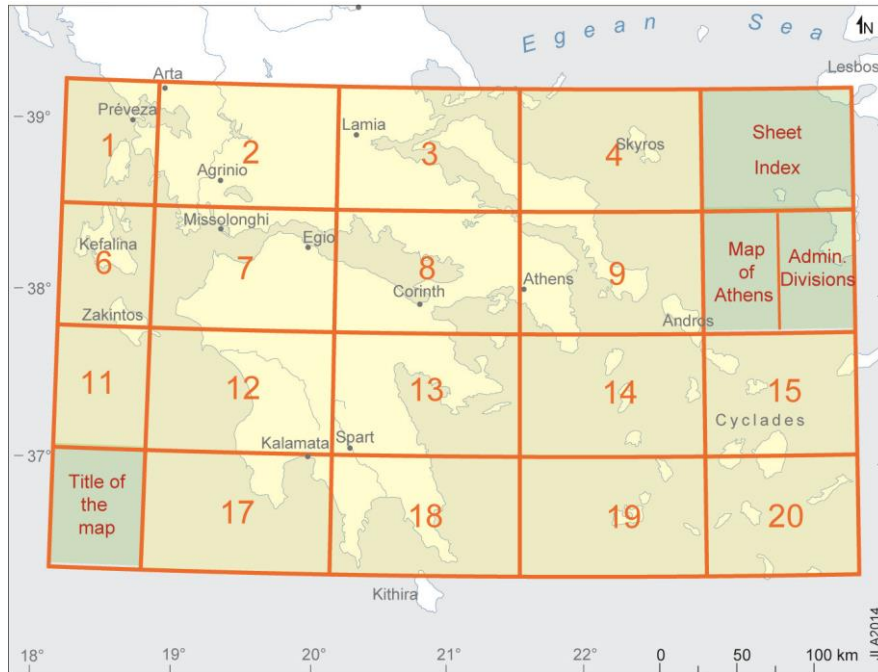 Egean Sea
N
Lesbos
Arta
39°
Préveza
Lamia
1
2
3
4
Skyros
Sheet
Index
Agrinio
Missolonghi
Egio
Kefalina
6
7
8
9
Map
of
Athens
Admin.
Divisions
Athens
38°
Corinth
Zakintos
Andros
11
12
13
14
15
Cyclades
Kalamata
Spart
37°
Title of
the
map
17
18
19
20
Kithira
JLA2014
18° 19° 20° 21° 22° 0 50 100 km